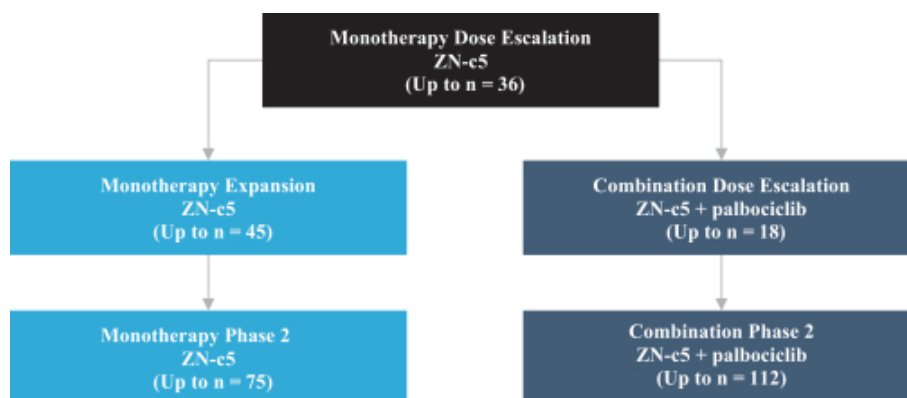 Monotherapy Dose Escalation
ZN-c5
(Up to n = 36)
Monotherapy Expansion
ZN-c5
(Up to n = 45)
Combination Dose Escalation
ZN-c5 + palbociclib
(Up to n = 18)
Monotherapy Phase 2
ZN-c5
(Up to n = 75)
Combination Phase 2
ZN-c5 + palbociclib
(Up to n = 112)